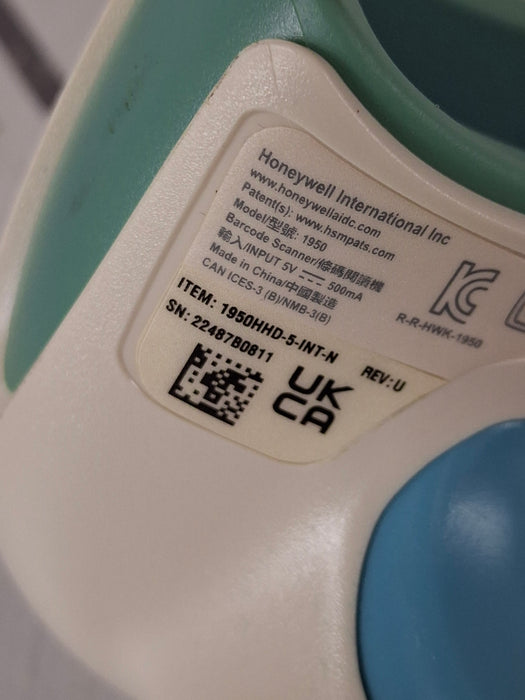 Honeywell International Inc
www.honeywellaidc.com
Patent(s): www.hsmpats.com
Model/型號: 1950
Barcode Scanner/條碼閱讀機
輸入/INPUT 5V ⎓ 500mA
Made in China/中國製造
CAN ICES-3 (B)/NMB-3(B)
R-R-HWK-1950
ITEM: 1950HHD-5-INT-N REV: U
SN: 22487B0811
UK
CA